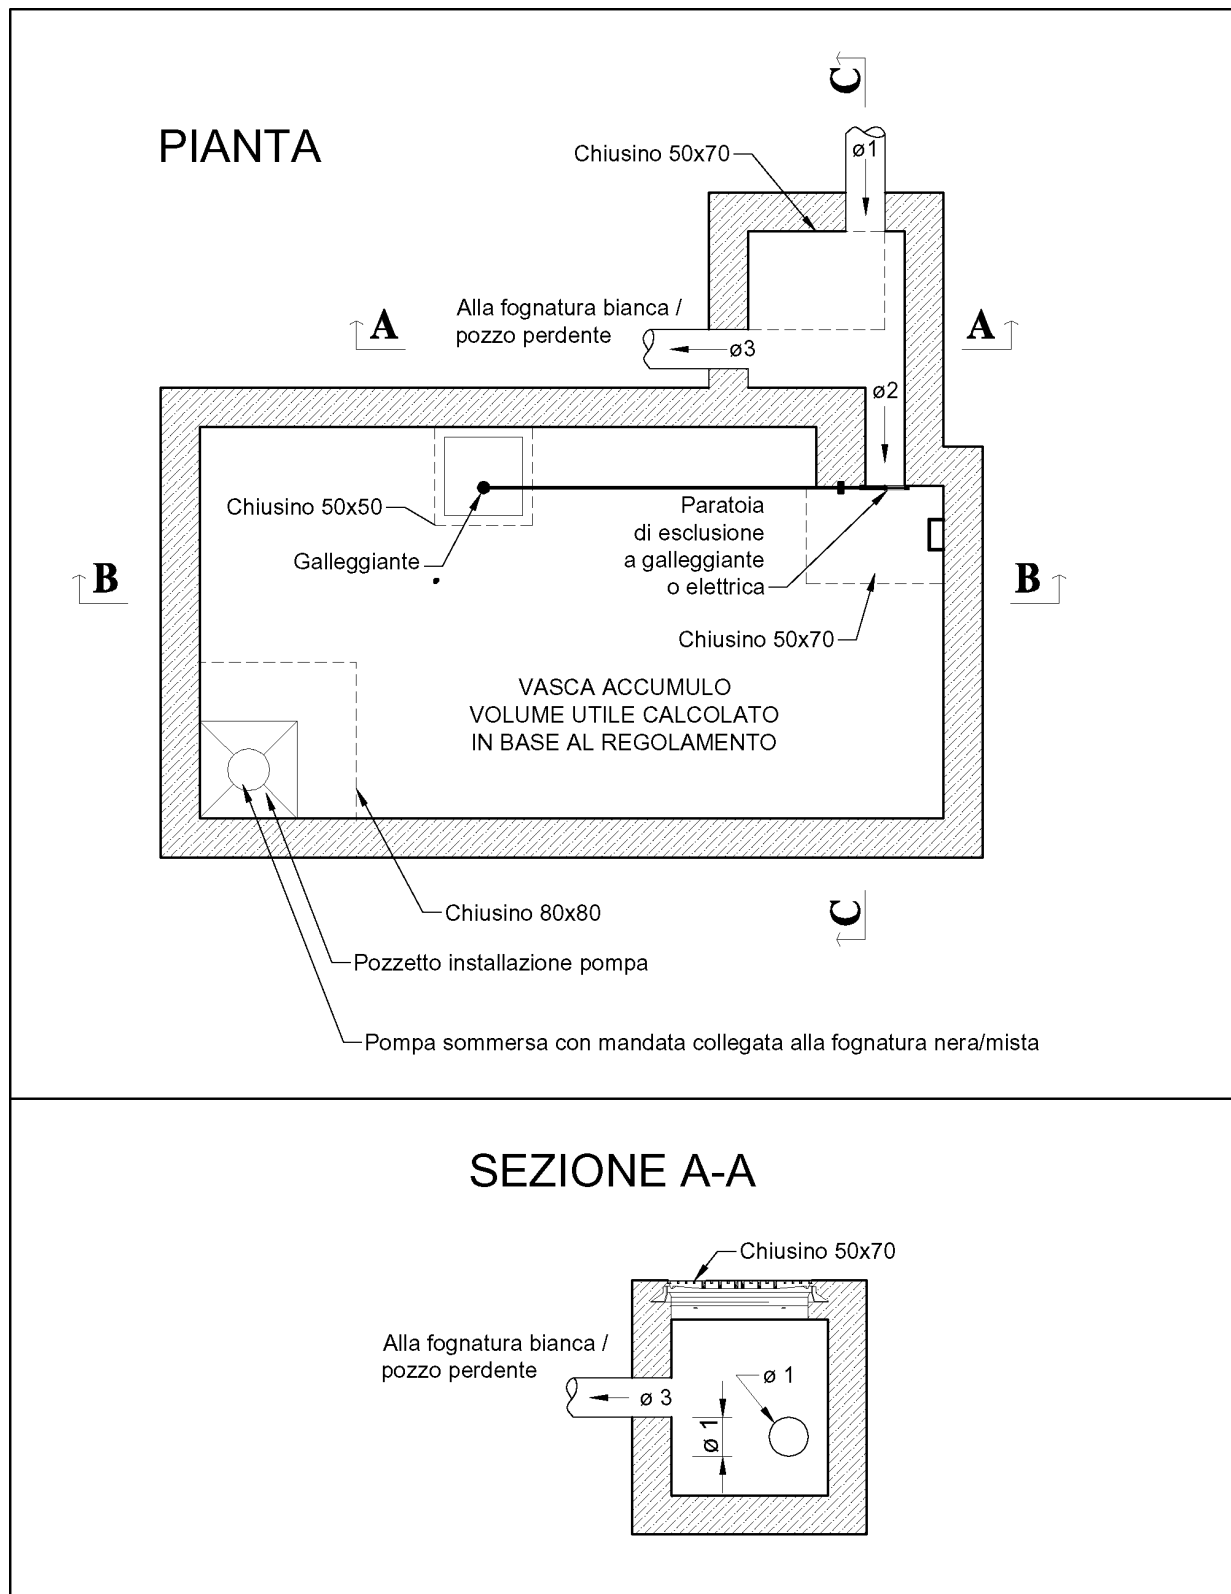 C
PIANTA
Chiusino 50x70
ø1
Alla fognatura bianca /
pozzo perdente
A
A
ø3
ø2
Chiusino 50x50
Galleggiante
Paratoia
di esclusione
a galleggiante
o elettrica
B
B
Chiusino 50x70
VASCA ACCUMULO
VOLUME UTILE CALCOLATO
IN BASE AL REGOLAMENTO
Chiusino 80x80
C
Pozzetto installazione pompa
Pompa sommersa con mandata collegata alla fognatura nera/mista
SEZIONE A-A
Chiusino 50x70
Alla fognatura bianca /
pozzo perdente
ø 1
ø 3
ø 1